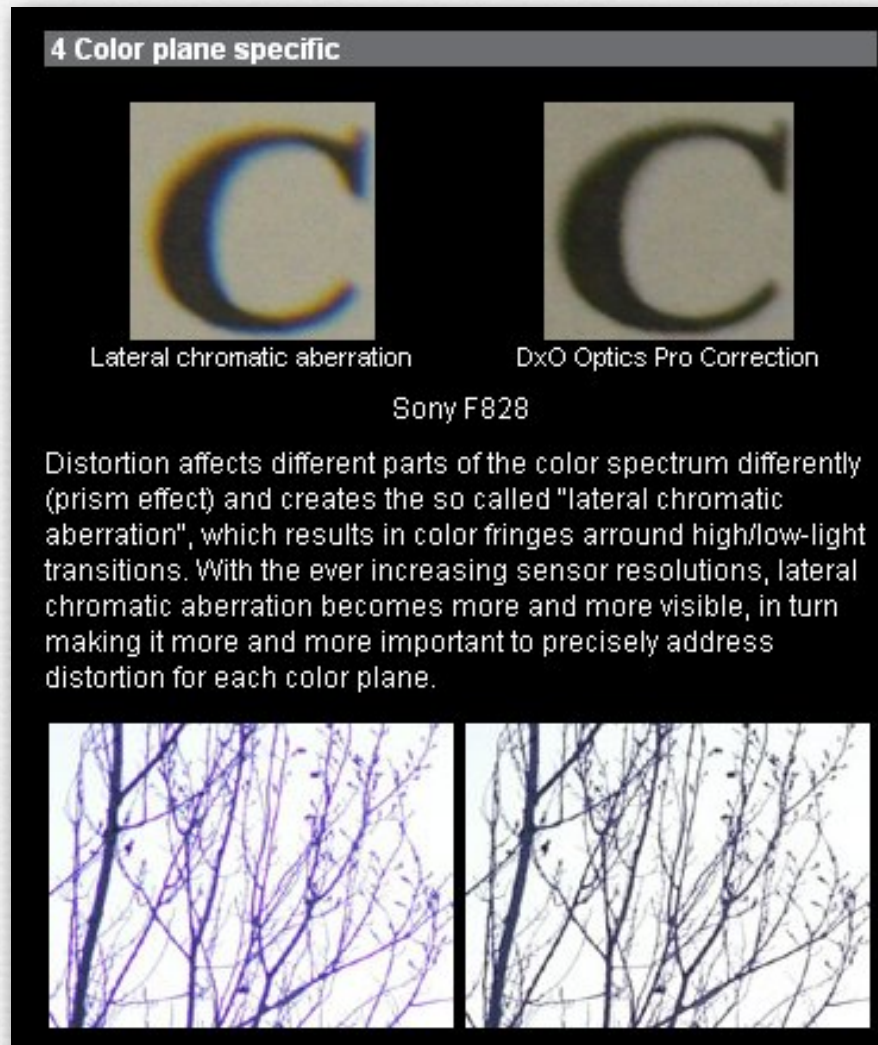 4 Color plane specific
C
C
Lateral chromatic aberration
DxO Optics Pro Correction
Sony F828
Distortion affects different parts of the color spectrum differently
(prism effect) and creates the so called "lateral chromatic
aberration", which results in color fringes arround high/low-light
transitions. With the ever increasing sensor resolutions, lateral
chromatic aberration becomes more and more visible, in turn
making it more and more important to precisely address
distortion for each color plane.